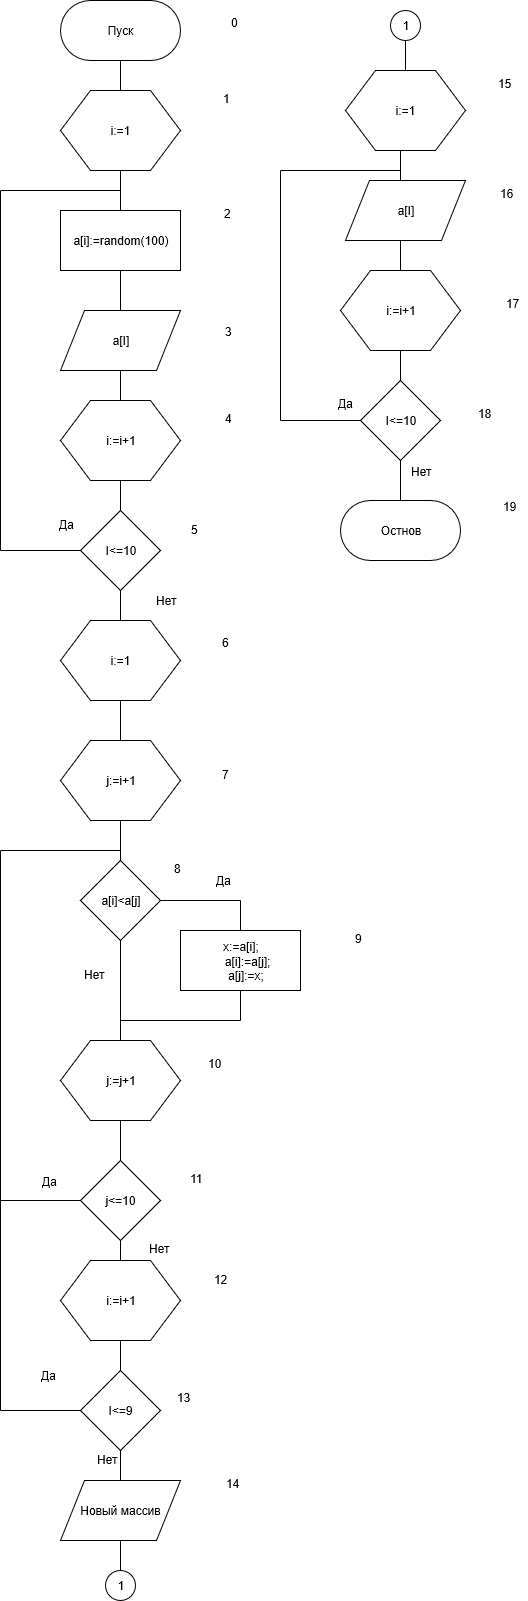 Пуск
0
i:=1
1
a[i]:=random(100)
2
a[I]
3
i:=i+1
4
Да
I<=10
5
Нет
i:=1
6
j:=i+1
7
a[i]<a[j]
8
Да
x:=a[i];
a[i]:=a[j];
a[j]:=x;
9
Нет
j:=j+1
10
Да
j<=10
11
Нет
i:=i+1
12
Да
I<=9
13
Нет
Новый массив
14
1
1
i:=1
15
a[I]
16
i:=i+1
17
Да
I<=10
18
Нет
Остнов
19